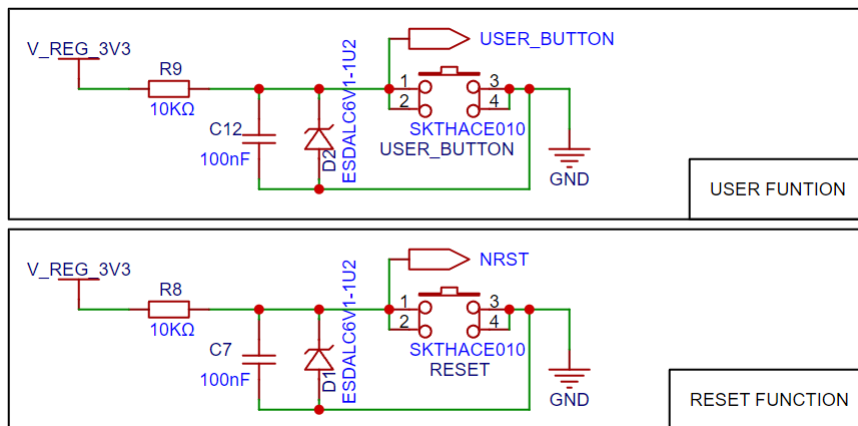 USER_BUTTON
V_REG_3V3
R9
10KΩ
C12
100nF
D2
ESDALC6V1-1U2
1
3
2
4
SKTHACE010
USER_BUTTON
GND
USER FUNTION
NRST
V_REG_3V3
R8
10KΩ
C7
100nF
D1
ESDALC6V1-1U2
1
3
2
4
SKTHACE010
RESET
GND
RESET FUNCTION